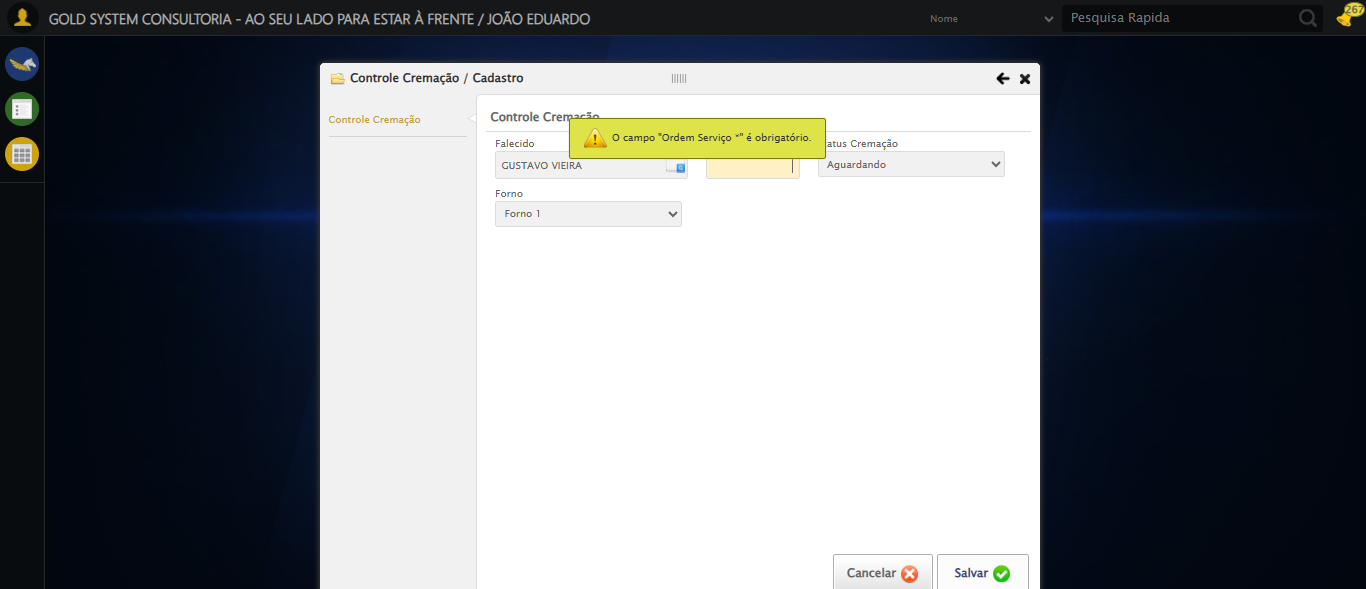 GOLD SYSTEM CONSULTORIA - AO SEU LADO PARA ESTAR À FRENTE / JOÃO EDUARDO
Nome
Pesquisa Rapida
267
Controle Cremação / Cadastro
Controle Cremação
Controle Cremação
O campo "Ordem Serviço *" é obrigatório.
Falecido
atus Cremação
GUSTAVO VIEIRA
Aguardando
Forno
Forno 1
Cancelar
Salvar